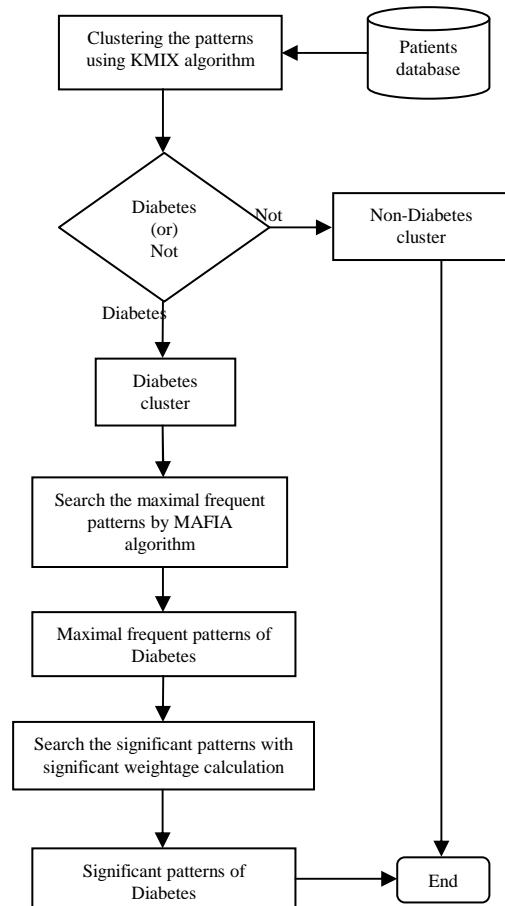 Clustering the patterns
using KMIX algorithm
Patients
database
Diabetes
(or)
Not
Not
Non-Diabetes
cluster
Diabetes
Diabetes
cluster
Search the maximal frequent
patterns by MAFIA
algorithm
Maximal frequent patterns of
Diabetes
Search the significant patterns with
significant weightage calculation
Significant patterns of
Diabetes
End